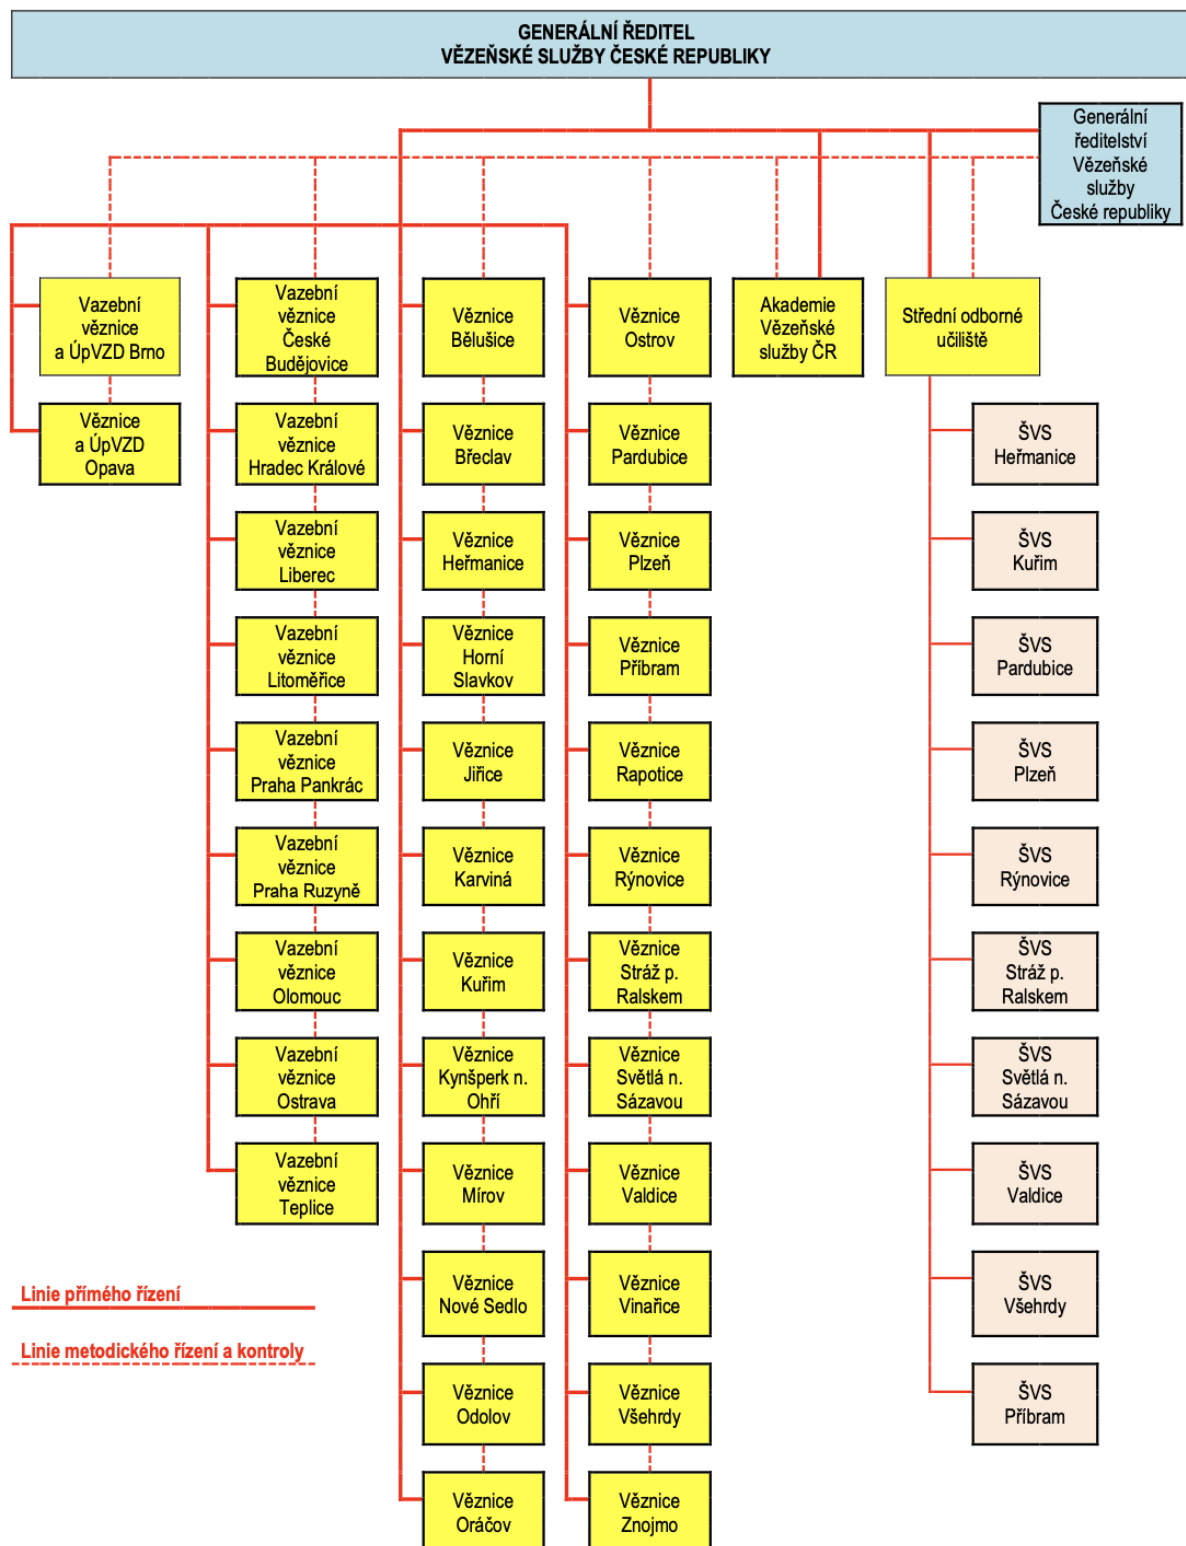 GENERÁLNÍ ŘEDITEL
VĚZEŇSKÉ SLUŽBY ČESKÉ REPUBLIKY
Generální
ředitelství
Vězeňské
služby
České republiky
Vazební
věznice
a ÚpVZD Brno
Věznice
a ÚpVZD
Opava
Vazební
věznice
České
Budějovice
Vazební
věznice
Hradec Králové
Vazební
věznice
Liberec
Vazební
věznice
Litoměřice
Vazební
věznice
Praha Pankrác
Vazební
věznice
Praha Ruzyně
Vazební
věznice
Olomouc
Vazební
věznice
Ostrava
Vazební
věznice
Teplice
Věznice
Bělušice
Věznice
Břeclav
Věznice
Heřmanice
Věznice
Horní
Slavkov
Věznice
Jiřice
Věznice
Karviná
Věznice
Kuřim
Věznice
Kynšperk n.
Ohří
Věznice
Mírov
Věznice
Nové Sedlo
Věznice
Odolov
Věznice
Oráčov
Věznice
Ostrov
Věznice
Pardubice
Věznice
Plzeň
Věznice
Příbram
Věznice
Rapotice
Věznice
Rýnovice
Věznice
Stráž p.
Ralskem
Věznice
Světlá n.
Sázavou
Věznice
Valdice
Věznice
Vinařice
Věznice
Všehrdy
Věznice
Znojmo
Akademie
Vězeňské
služby ČR
Střední odborné
učiliště
ŠVS
Heřmanice
ŠVS
Kuřim
ŠVS
Pardubice
ŠVS
Plzeň
ŠVS
Rýnovice
ŠVS
Stráž p.
Ralskem
ŠVS
Světlá n.
Sázavou
ŠVS
Valdice
ŠVS
Všehrdy
ŠVS
Příbram
Linie přímého řízení
Linie metodického řízení a kontroly